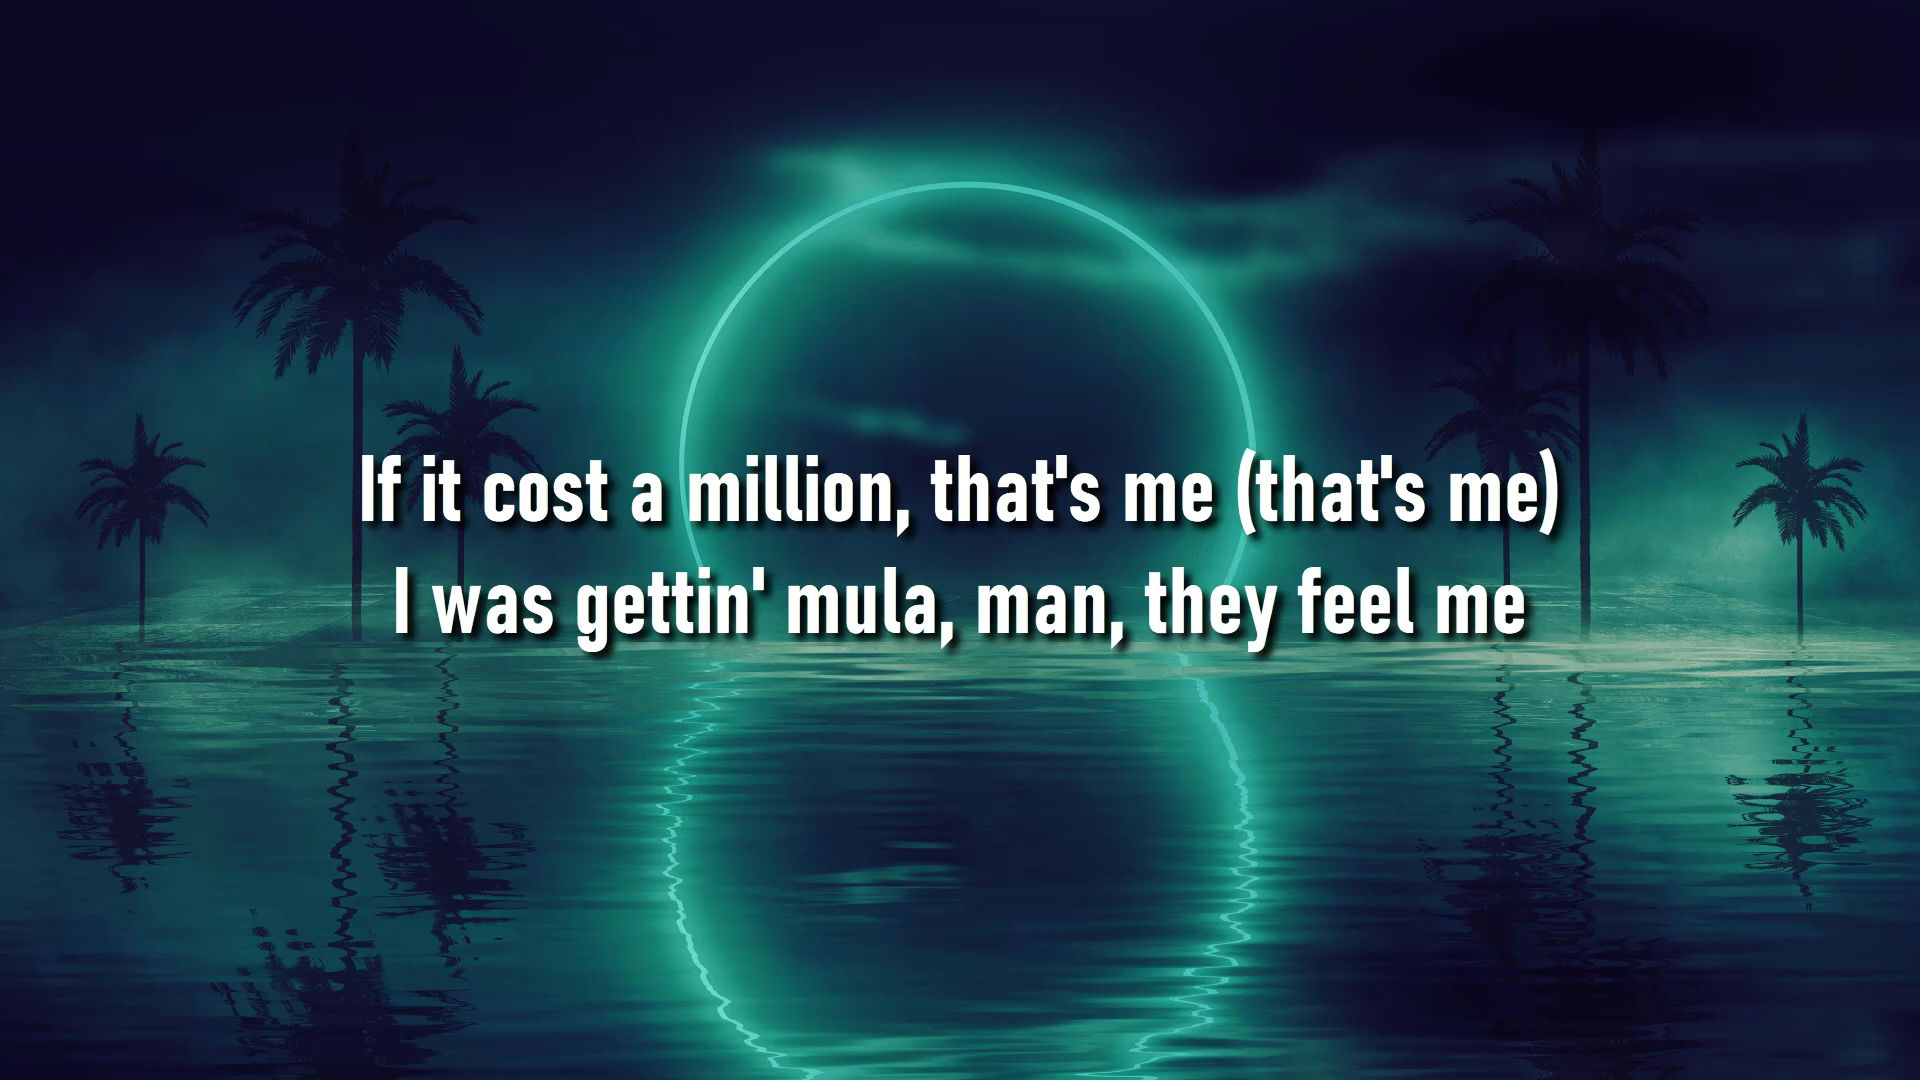 If it cost a million, that's me (that's me)
I was gettin' mula, man, they feel me